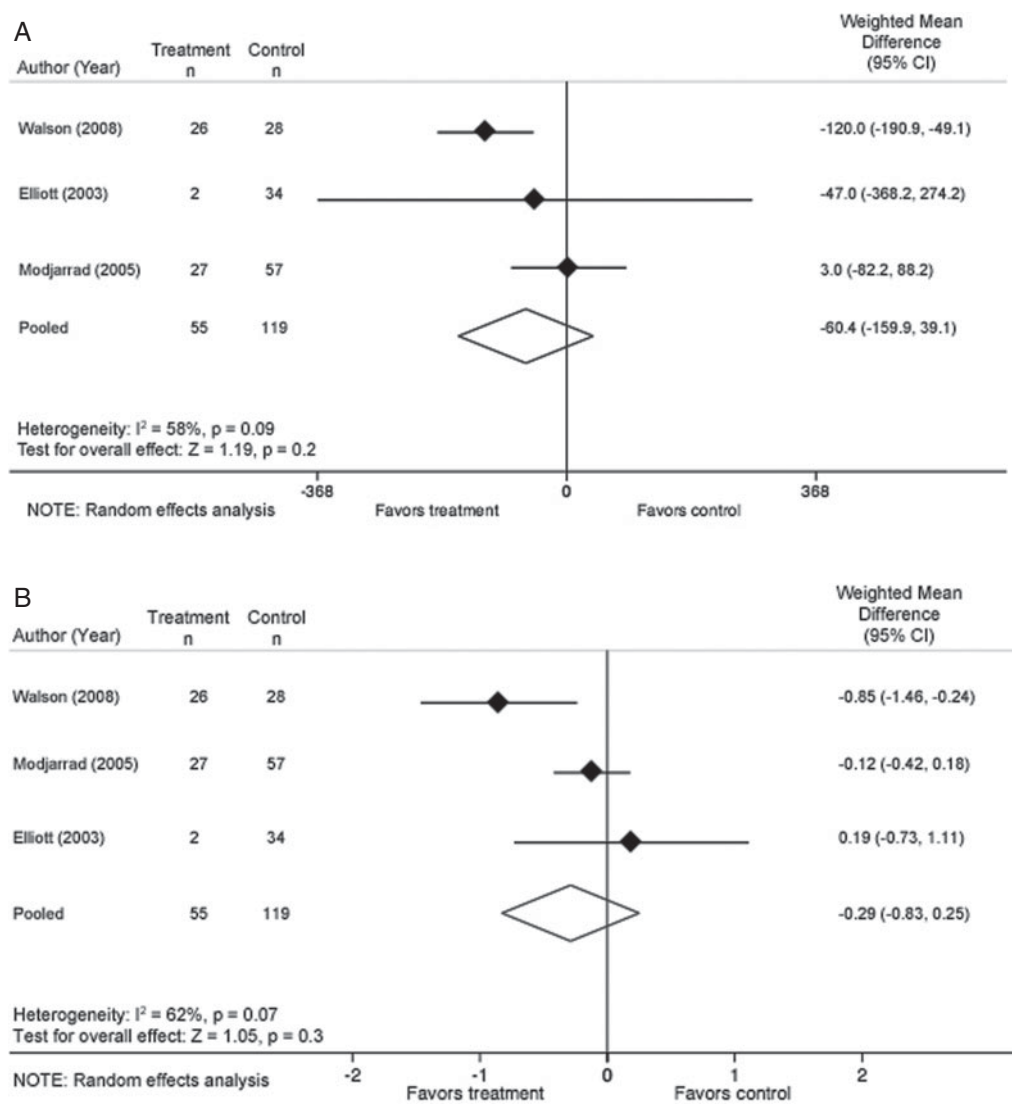 A
Treatment Control Weighted Mean Difference (95% CI)
Author (Year) n n
Walson (2008) 26 28 -120.0 (-190.9, -49.1)
Elliott (2003) 2 34 -47.0 (-368.2, 274.2)
Modjarrad (2005) 27 57 3.0 (-82.2, 88.2)
Pooled 55 119 -60.4 (-159.9, 39.1)
Heterogeneity: I² = 58%, p = 0.09
Test for overall effect: Z = 1.19, p = 0.2
-368 0 368
NOTE: Random effects analysis Favors treatment Favors control
B
Treatment Control Weighted Mean Difference (95% CI)
Author (Year) n n
Walson (2008) 26 28 -0.85 (-1.46, -0.24)
Modjarrad (2005) 27 57 -0.12 (-0.42, 0.18)
Elliott (2003) 2 34 0.19 (-0.73, 1.11)
Pooled 55 119 -0.29 (-0.83, 0.25)
Heterogeneity: I² = 62%, p = 0.07
Test for overall effect: Z = 1.05, p = 0.3
-2 -1 0 1 2
NOTE: Random effects analysis Favors treatment Favors control